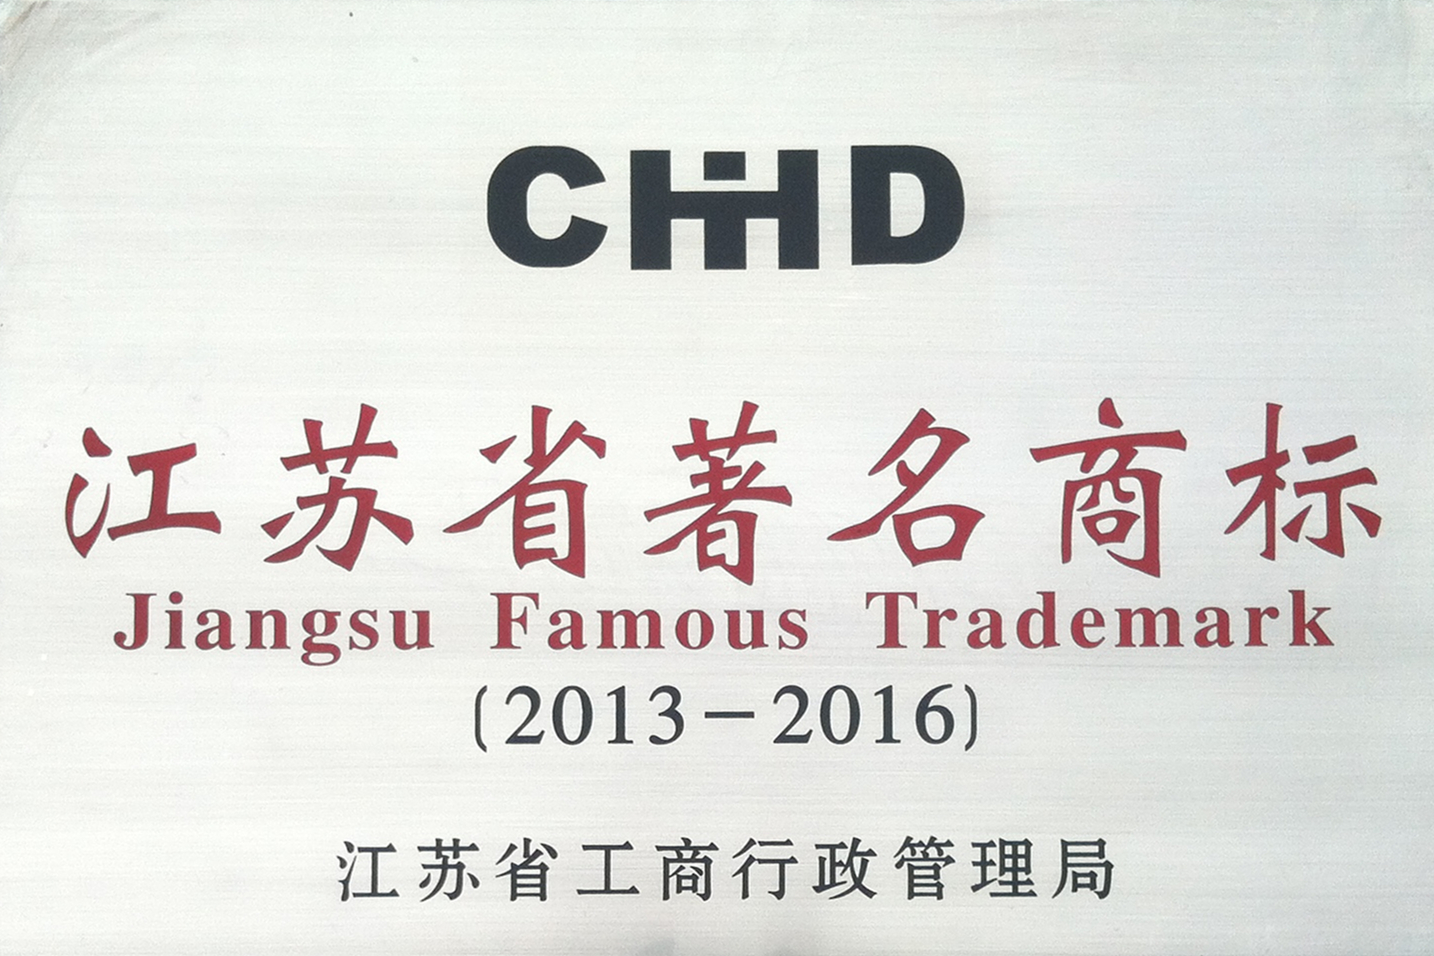 CHHD
江苏省著名商标
Jiangsu Famous Trademark
(2013-2016)
江苏省工商行政管理局